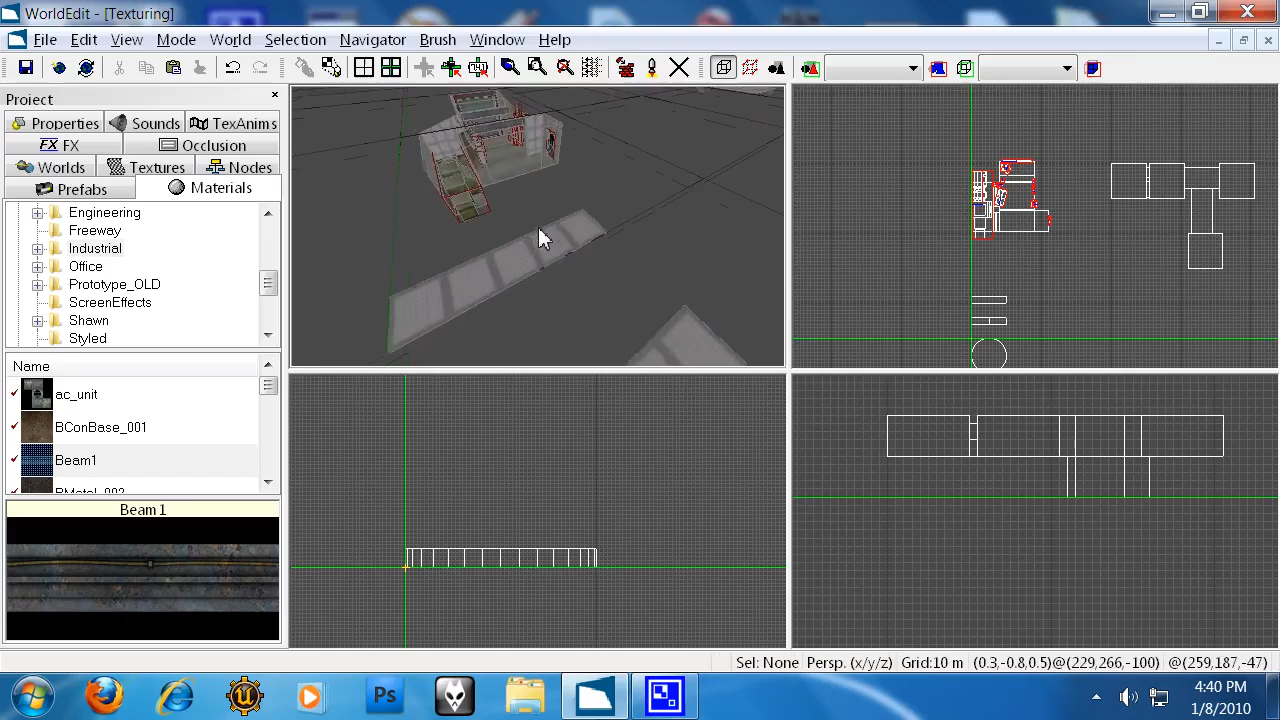 WorldEdit - [Texturing]
File Edit View Mode World Selection Navigator Brush Window Help
Project
Properties Sounds TexAnims
FX Occlusion
Worlds Textures Nodes
Prefabs Materials
Engineering
Freeway
Industrial
Office
Prototype_OLD
ScreenEffects
Shawn
Styled
Name
ac_unit
BConBase_001
Beam1
BMetal_002
Beam1
Sel: None Persp. (x/y/z) Grid:10 m (0.3,-0.8,0.5)@(229,266,-100) @(259,187,-47)
Ps
4:40 PM
1/8/2010